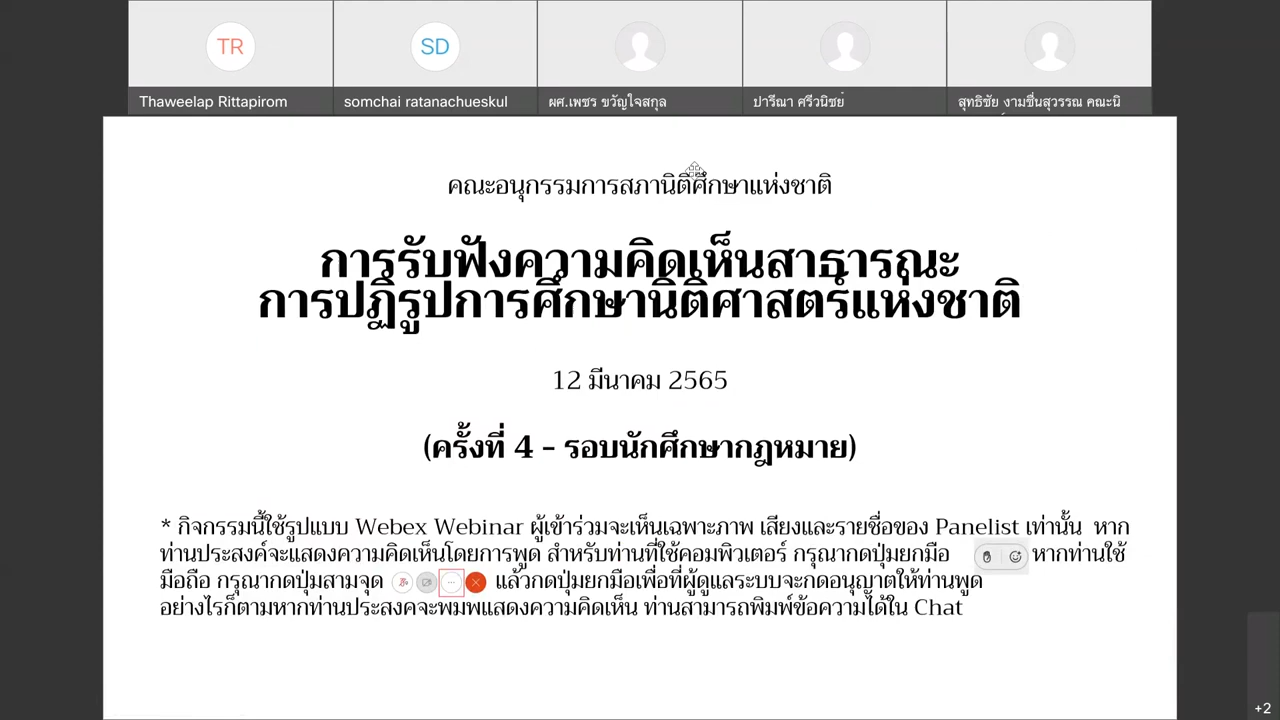 TR
SD
Thaweelap Rittapirom
somchai ratanachueskul
ผศ.เพชร ขวัญใจสกุล
ปารีณา ศรีวนิชย์
สุทธิชัย งามชื่นสุวรรณ คณะนิ
คณะอนุกรรมการสภานิติศึกษาแห่งชาติ
การรับฟังความคิดเห็นสาธารณะ
การปฏิรูปการศึกษานิติศาสตร์แห่งชาติ
12 มีนาคม 2565
(ครั้งที่ 4 - รอบนักศึกษากฎหมาย)
* กิจกรรมนี้ใช้รูปแบบ Webex Webinar ผู้เข้าร่วมจะเห็นเฉพาะภาพ เสียงและรายชื่อของ Panelist เท่านั้น หาก
ท่านประสงค์จะแสดงความคิดเห็นโดยการพูด สำหรับท่านที่ใช้คอมพิวเตอร์ กรุณากดปุ่มยกมือ หากท่านใช้
มือถือ กรุณากดปุ่มสามจุด แล้วกดปุ่มยกมือเพื่อที่ผู้ดูแลระบบจะกดอนุญาตให้ท่านพูด
อย่างไรก็ตามหากท่านประสงคจะพมพแสดงความคิดเห็น ท่านสามารถพิมพ์ข้อความได้ใน Chat
+2